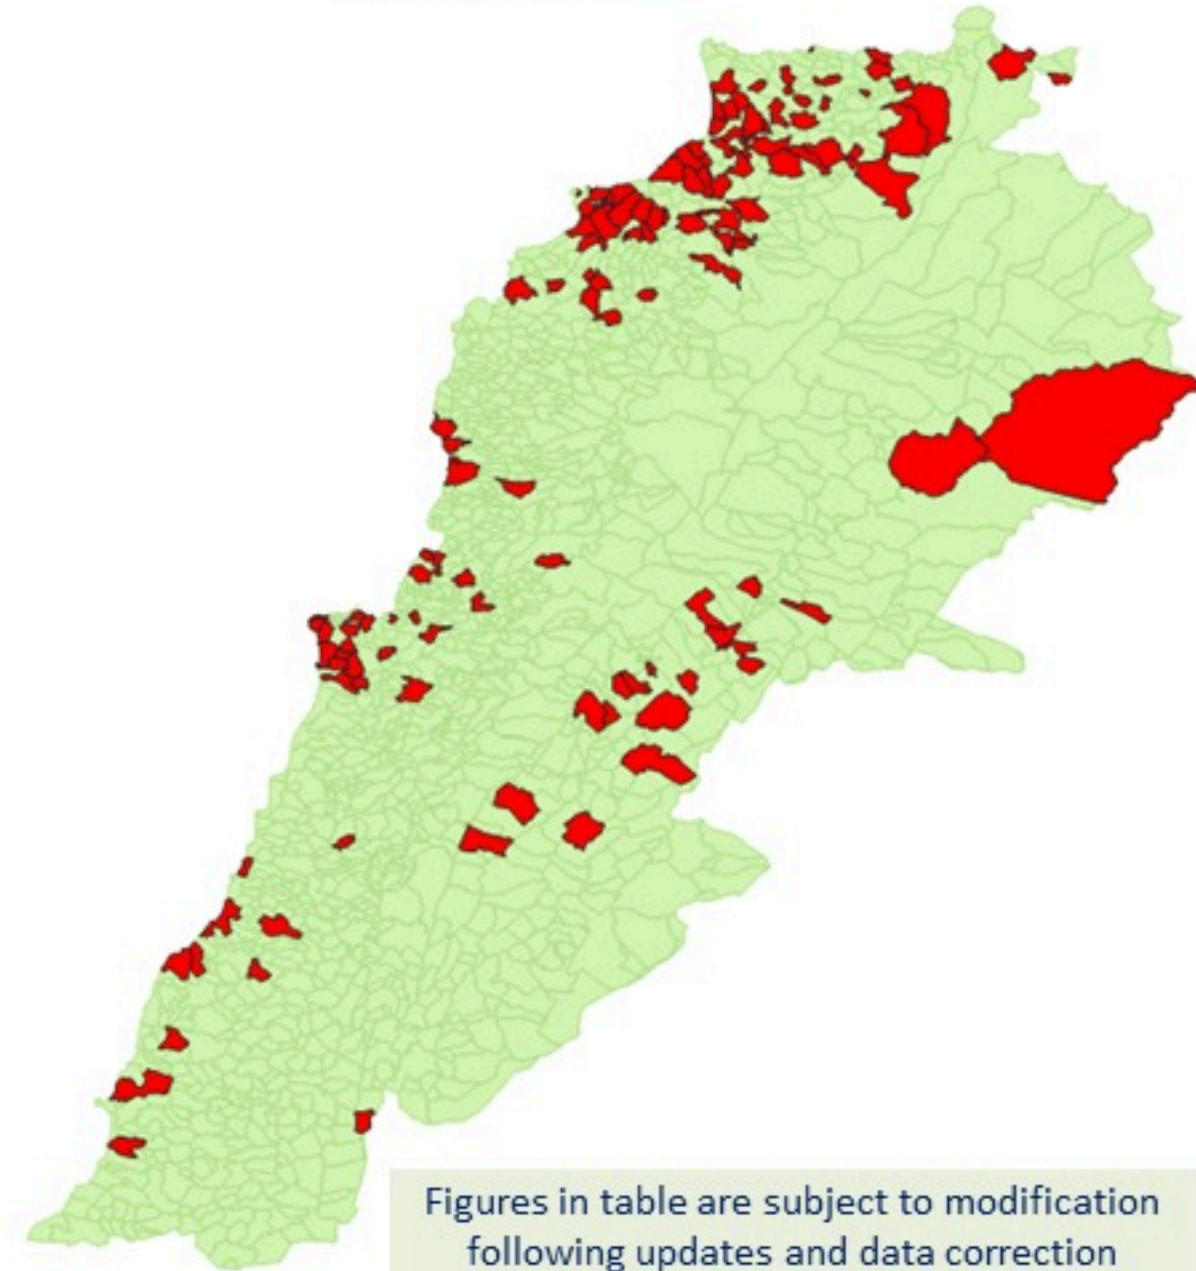 Figures in table are subject to modification
following updates and data correction